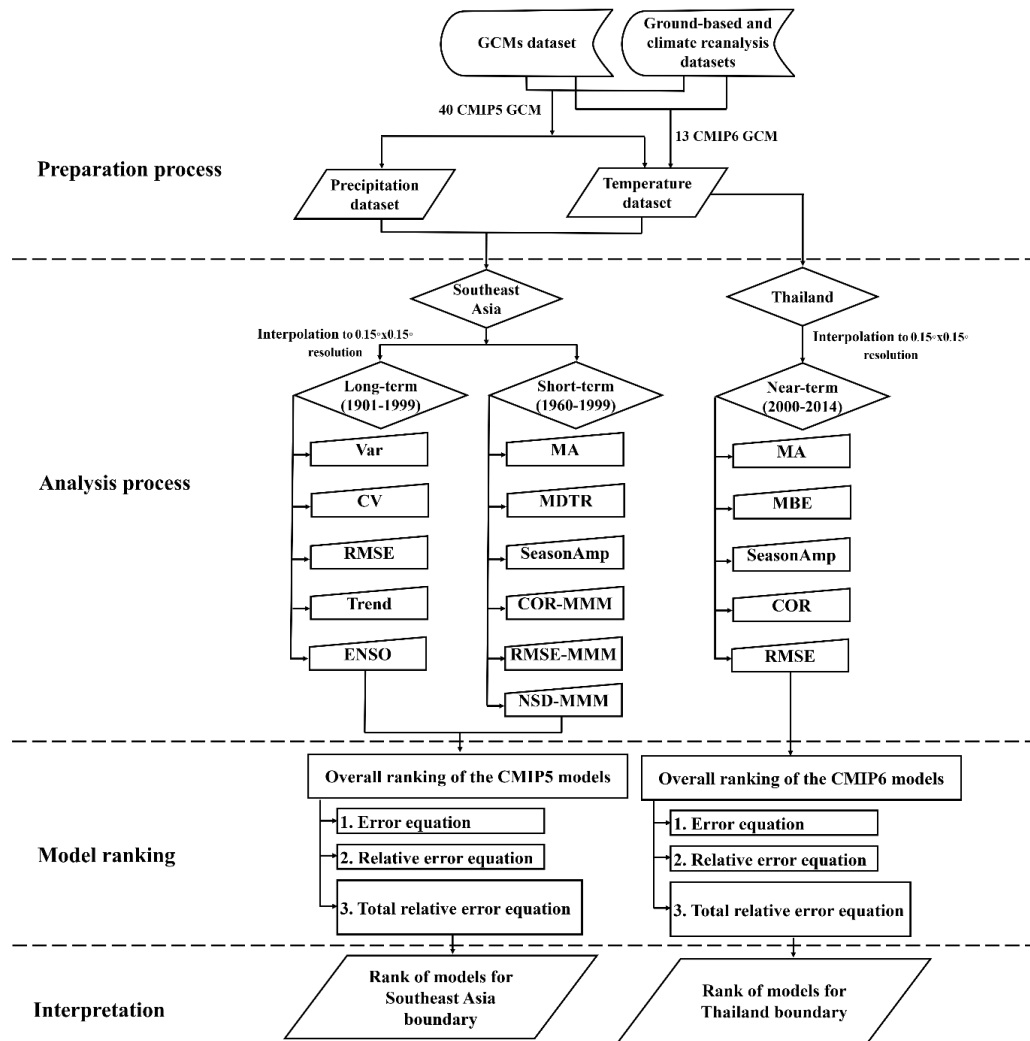 GCMs dataset
Ground-based and
climate reanalysis
datasets
40 CMIP5 GCM
13 CMIP6 GCM
Preparation process
Precipitation
dataset
Temperature
dataset
Southeast
Asia
Thailand
Interpolation to 0.15°x0.15°
resolution
Interpolation to 0.15°x0.15°
resolution
Long-term
(1901-1999)
Short-term
(1960-1999)
Near-term
(2000-2014)
Analysis process
Var
CV
RMSE
Trend
ENSO
MA
MDTR
SeasonAmp
COR-MMM
RMSE-MMM
NSD-MMM
MA
MBE
SeasonAmp
COR
RMSE
Model ranking
Overall ranking of the CMIP5 models
1. Error equation
2. Relative error equation
3. Total relative error equation
Overall ranking of the CMIP6 models
1. Error equation
2. Relative error equation
3. Total relative error equation
Interpretation
Rank of models for
Southeast Asia
boundary
Rank of models for
Thailand boundary